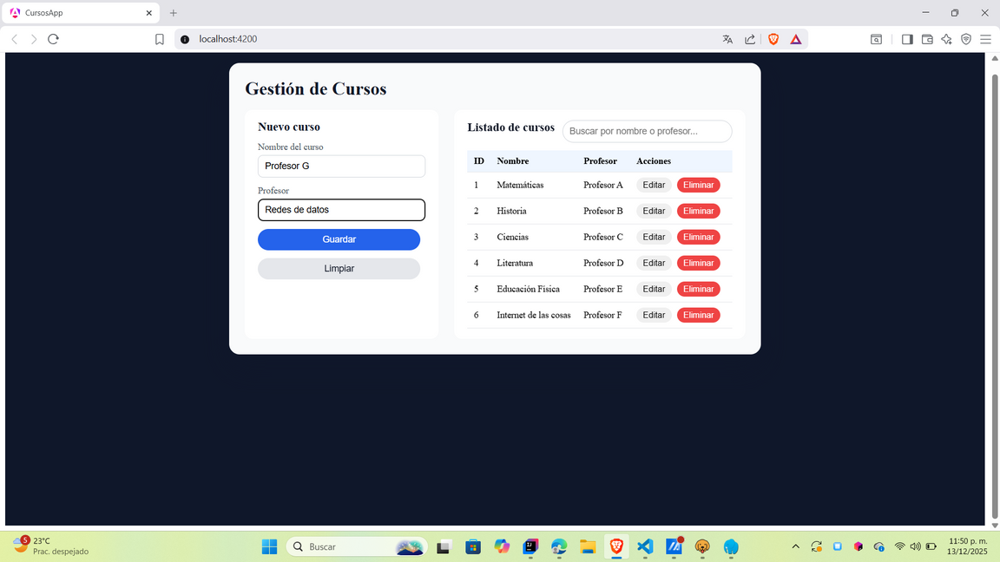 CursosApp
localhost:4200
Gestión de Cursos
Nuevo curso
Nombre del curso
Profesor G
Profesor
Redes de datos
Guardar
Limpiar
Listado de cursos
Buscar por nombre o profesor...
ID Nombre Profesor Acciones
1 Matemáticas Profesor A Editar Eliminar
2 Historia Profesor B Editar Eliminar
3 Ciencias Profesor C Editar Eliminar
4 Literatura Profesor D Editar Eliminar
5 Educación Física Profesor E Editar Eliminar
6 Internet de las cosas Profesor F Editar Eliminar
5
23°C
Prac. despejado
Buscar
11:50 p. m.
13/12/2025